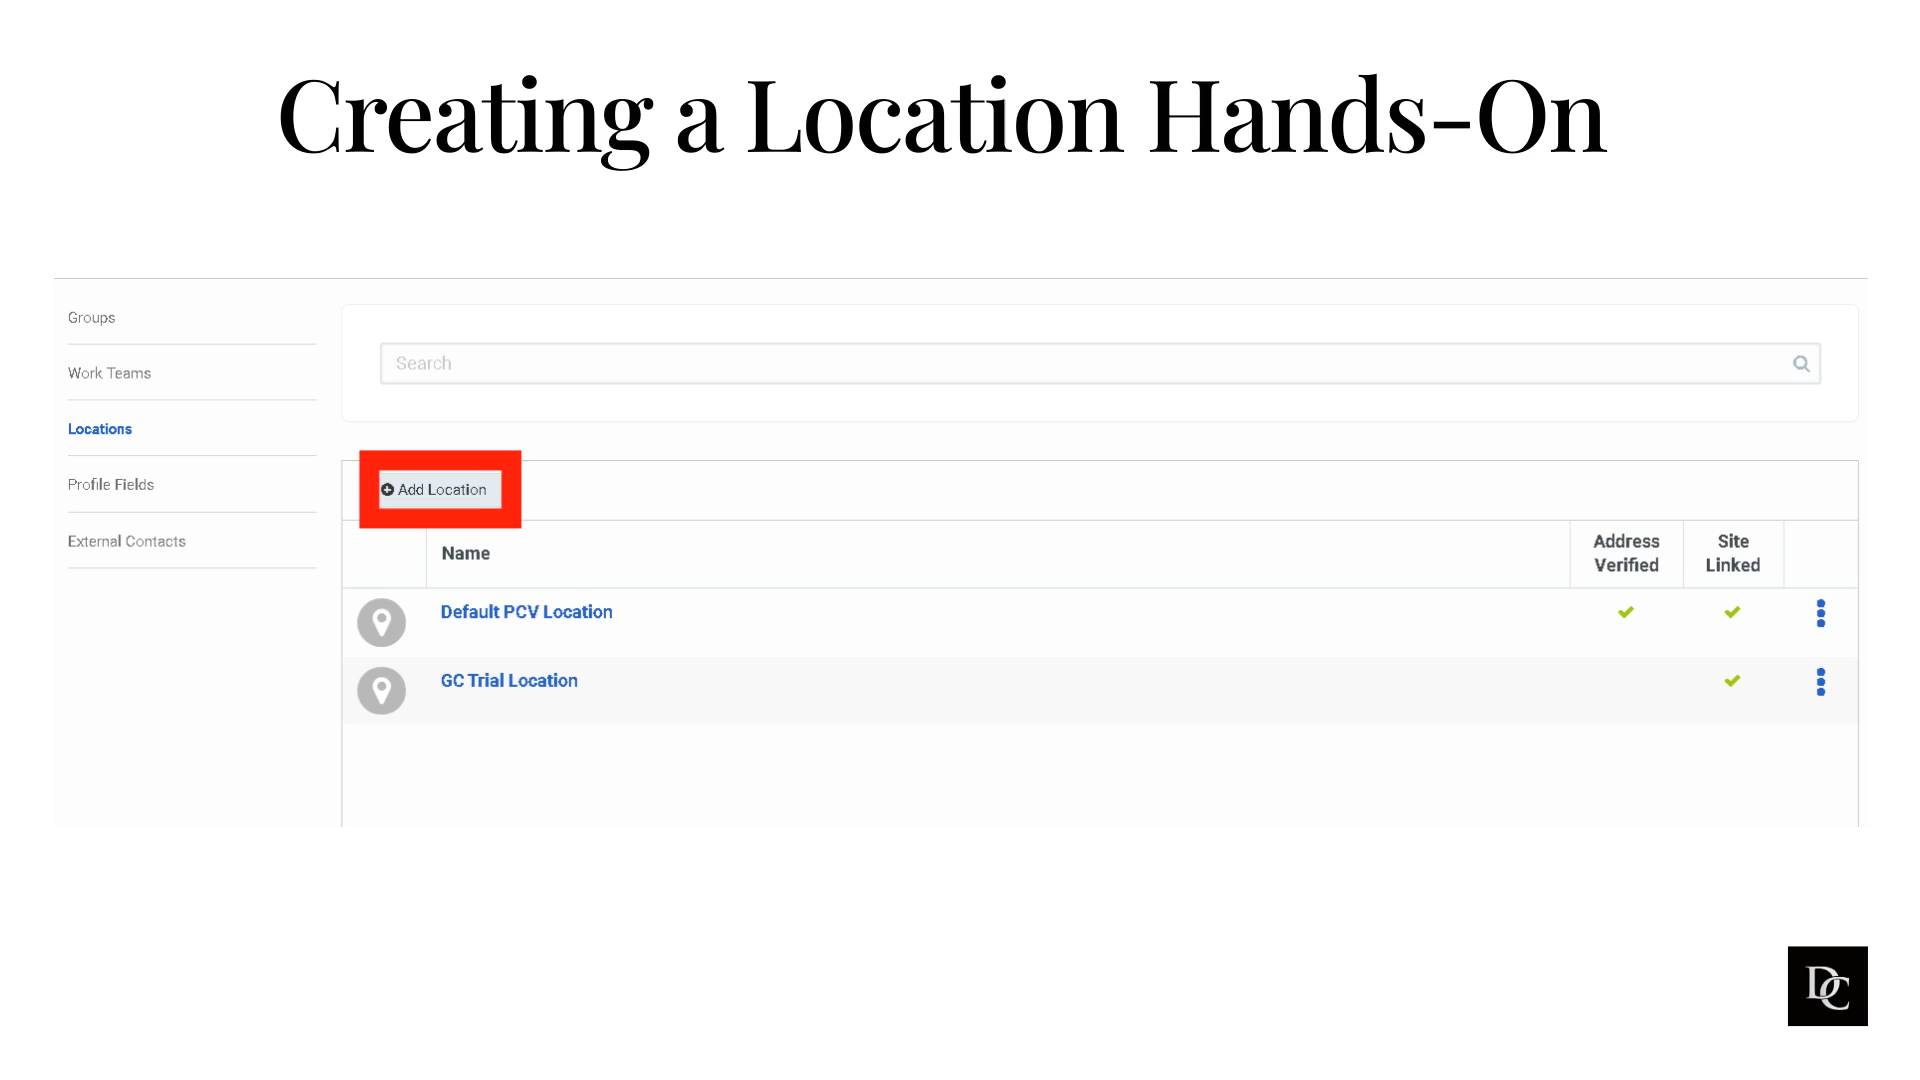 Creating a Location Hands-On
Groups
Work Teams
Locations
Profile Fields
External Contacts
Search
Add Location
Name
Address
Verified
Site
Linked
Default PCV Location
GC Trial Location
DC